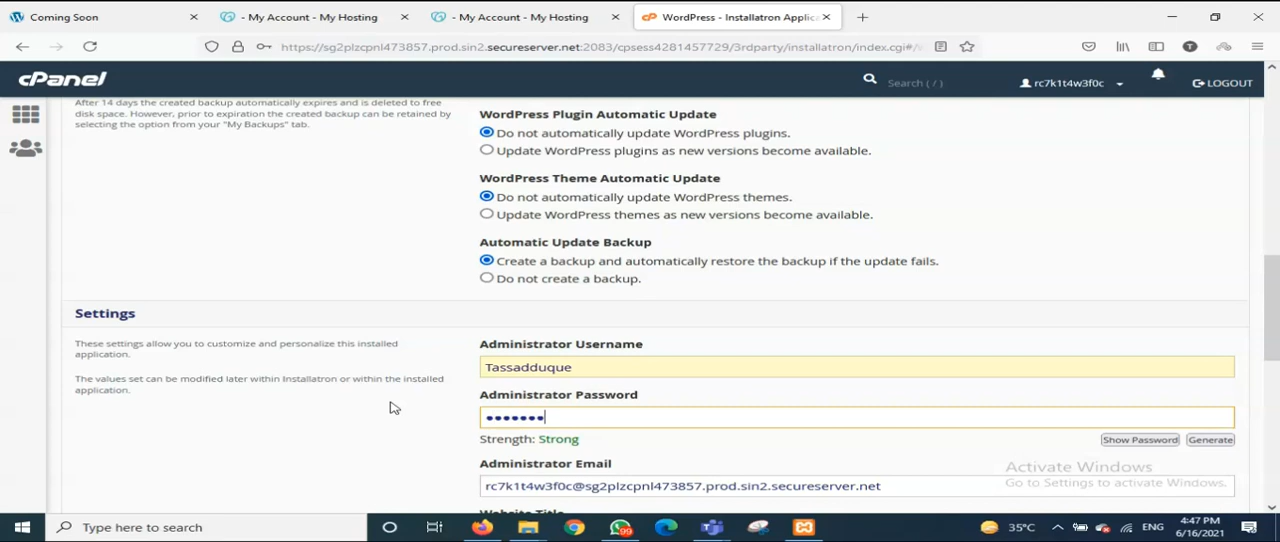 Coming Soon
- My Account - My Hosting
- My Account - My Hosting
WordPress - Installatron Applica
https://sg2plzcpnl473857.prod.sin2.secureserver.net:2083/cpsess4281457729/3rdparty/installatron/index.cgi#/s
T
cPanel
Search ( / )
rc7k1t4w3f0c
LOGOUT
After 14 days the created backup automatically expires and is deleted to free
disk space. However, prior to expiration the created backup can be retained by
selecting the option from your "My Backups" tab.
WordPress Plugin Automatic Update
Do not automatically update WordPress plugins.
Update WordPress plugins as new versions become available.
WordPress Theme Automatic Update
Do not automatically update WordPress themes.
Update WordPress themes as new versions become available.
Automatic Update Backup
Create a backup and automatically restore the backup if the update fails.
Do not create a backup.
Settings
These settings allow you to customize and personalize this installed
application.
The values set can be modified later within Installatron or within the installed
application.
Administrator Username
Tassadduque
Administrator Password
•••••••
Strength: Strong
Show Password
Generate
Administrator Email
rc7k1t4w3f0c@sg2plzcpnl473857.prod.sin2.secureserver.net
Activate Windows
Go to Settings to activate Windows.
Website Title
Type here to search
99
35°C
ENG
4:47 PM
6/16/2021